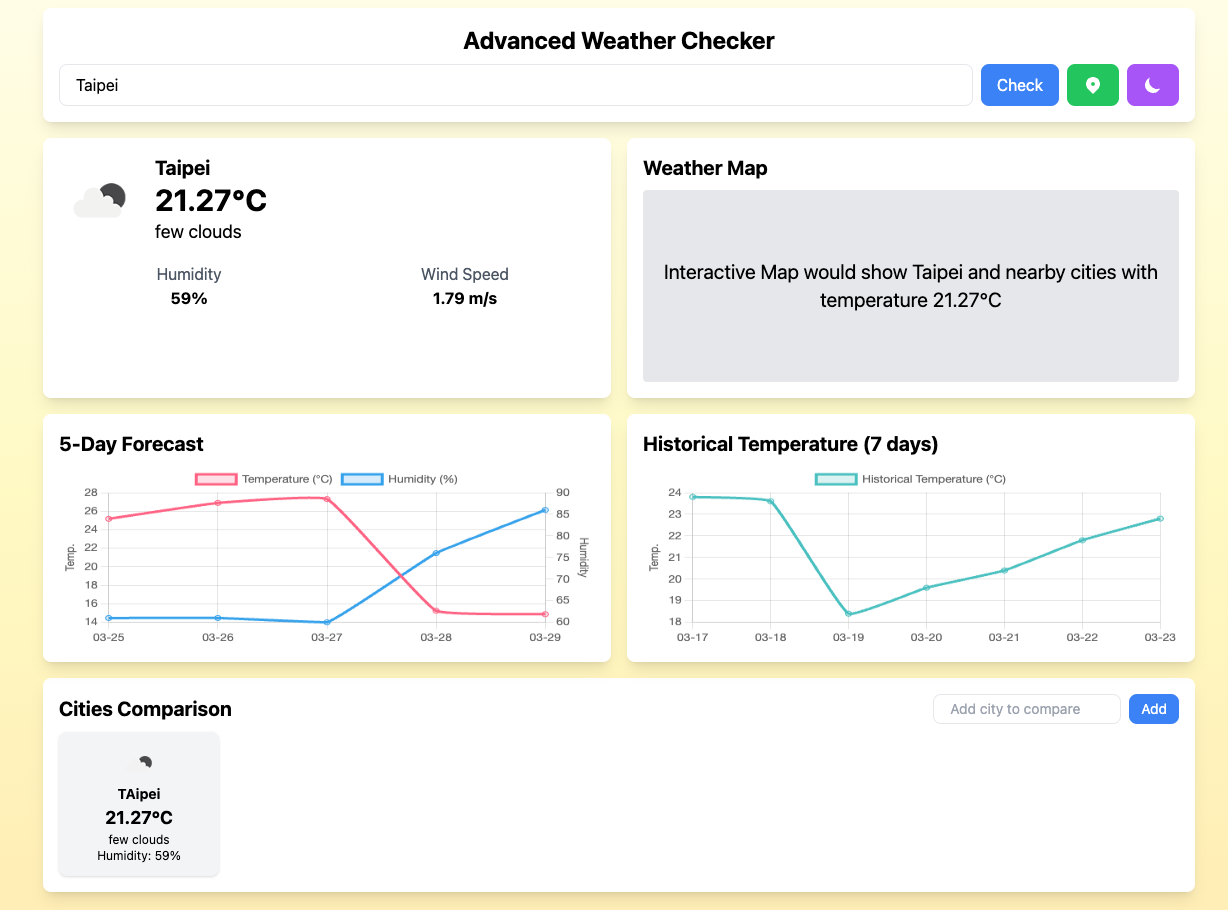 Advanced Weather Checker
Taipei
Check
Taipei
21.27°C
few clouds
Humidity
59%
Wind Speed
1.79 m/s
Weather Map
Interactive Map would show Taipei and nearby cities with
temperature 21.27°C
5-Day Forecast
Temperature (°C) Humidity (%)
28
26
24
22
20
18
16
14
Temp.
90
85
80
75
70
65
60
Humidity
03-25 03-26 03-27 03-28 03-29
Historical Temperature (7 days)
Historical Temperature (°C)
24
23
22
21
20
19
18
Temp.
03-17 03-18 03-19 03-20 03-21 03-22 03-23
Cities Comparison
Add city to compare
Add
TAipei
21.27°C
few clouds
Humidity: 59%